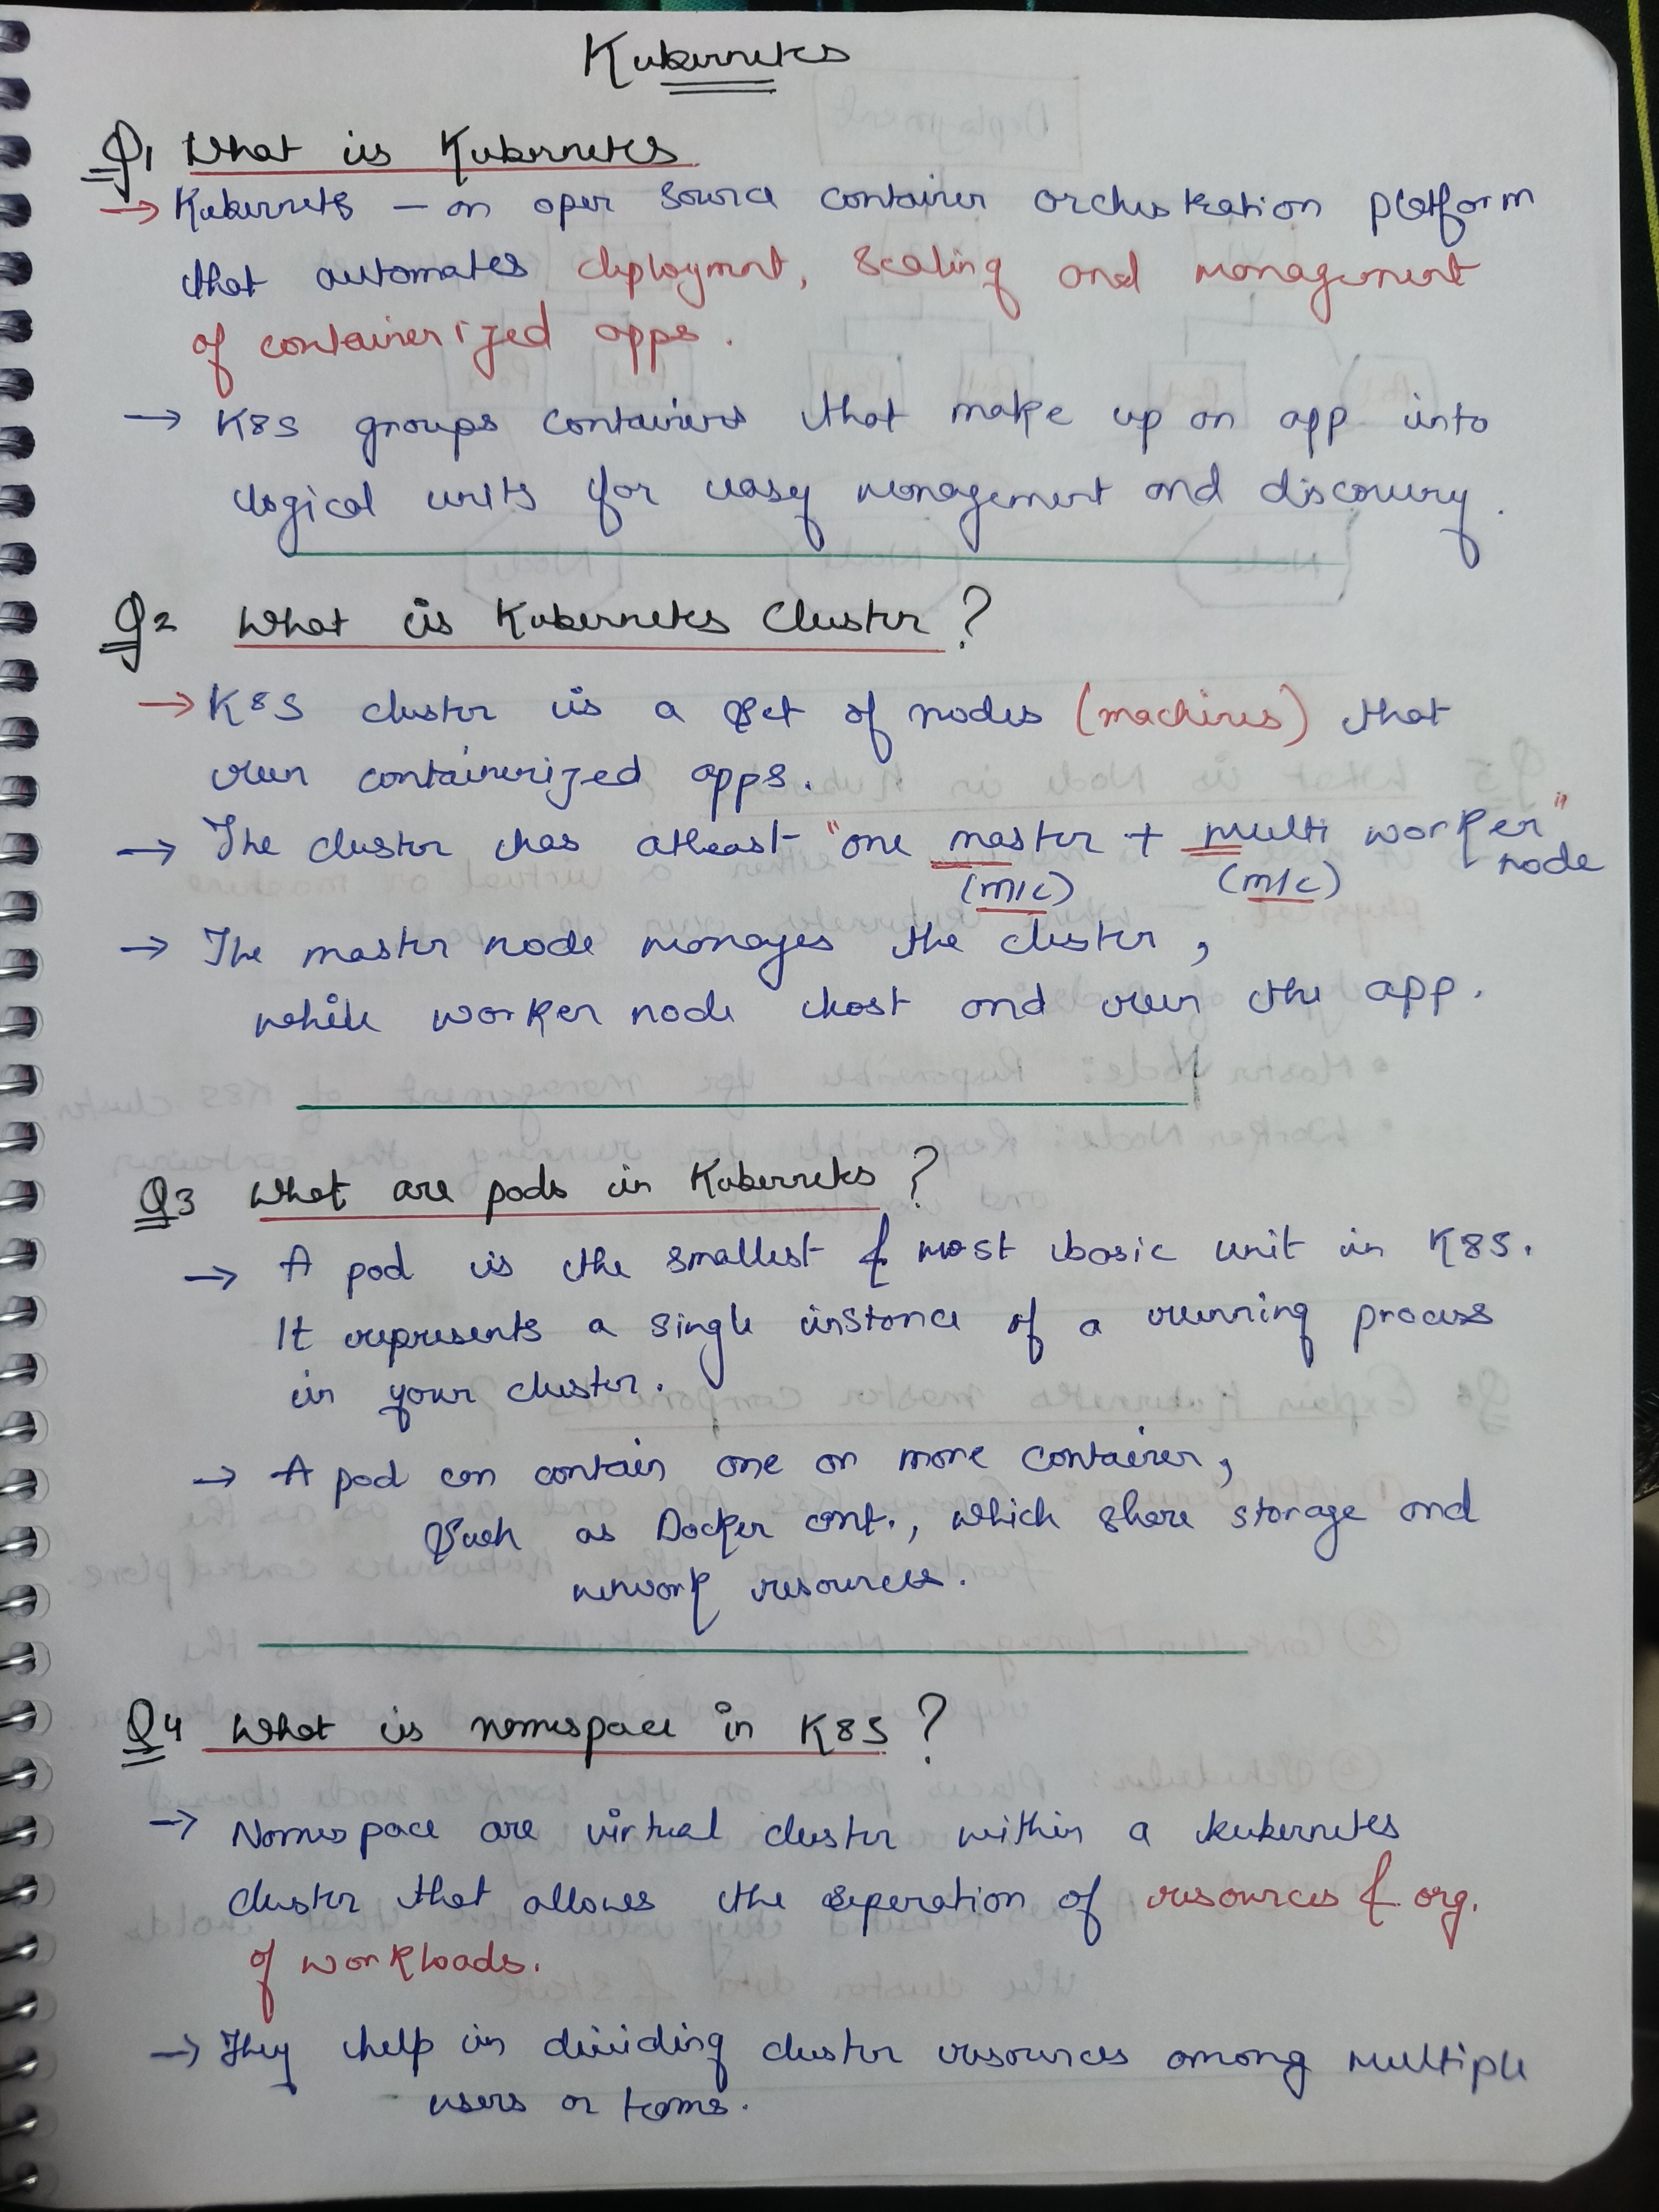 Kubernetes
Q1 What is Kubernetes
→ Kubernets – an open source container orchestration platform
that automates deployment, scaling and management
of containerized apps.
→ K8S groups containers that make up an app into
logical units for easy management and discovery.
Q2 What is Kubernetes Cluster?
→ K8S cluster is a set of nodes (machines) that
run containerized apps.
→ The cluster has atleast "one master + multi worker"
node
(m/c) (m/c)
→ The master node manages the cluster,
while worker node host and run the app.
Q3 What are pods in Kubernetes?
→ A pod is the smallest & most basic unit in K8S.
It represents a single instance of a running process
in your cluster.
→ A pod can contain one or more container,
Such as Docker cont., which share storage and
network resources.
Q4 What is namespace in K8S?
→ Namespace are virtual cluster within a kubernetes
cluster that allows the seperation of resources & org.
of workloads.
→ They help in dividing cluster resources among multiple
users or teams.